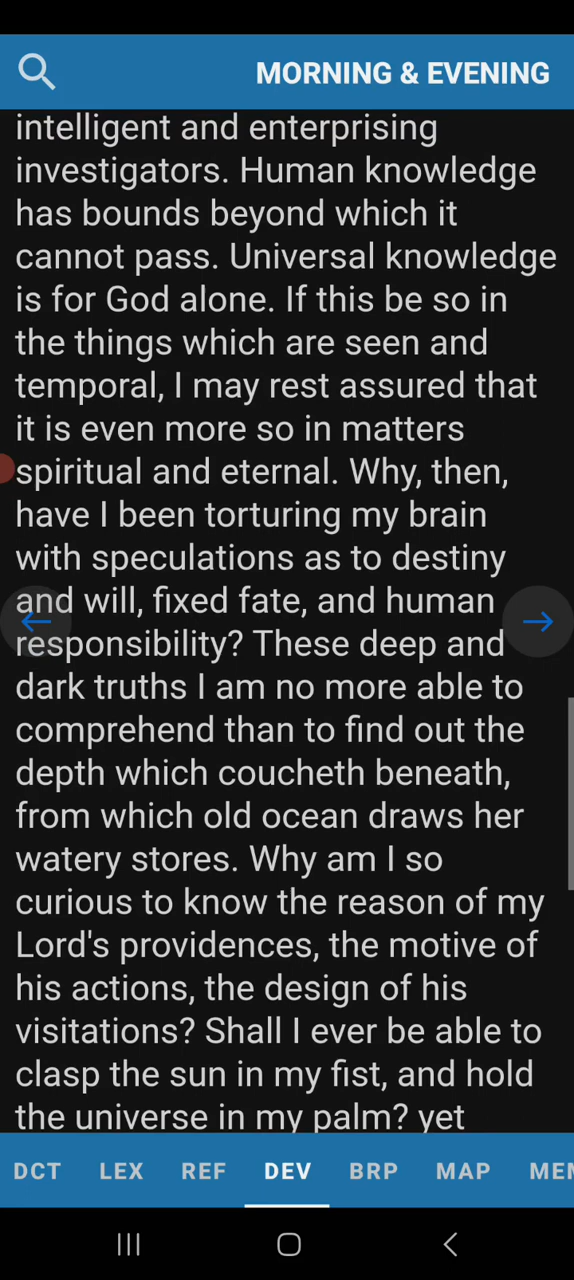 MORNING & EVENING
intelligent and enterprising
investigators. Human knowledge
has bounds beyond which it
cannot pass. Universal knowledge
is for God alone. If this be so in
the things which are seen and
temporal, I may rest assured that
it is even more so in matters
spiritual and eternal. Why, then,
have I been torturing my brain
with speculations as to destiny
and will, fixed fate, and human
responsibility? These deep and
dark truths I am no more able to
comprehend than to find out the
depth which coucheth beneath,
from which old ocean draws her
watery stores. Why am I so
curious to know the reason of my
Lord's providences, the motive of
his actions, the design of his
visitations? Shall I ever be able to
clasp the sun in my fist, and hold
the universe in my palm? yet
DCT LEX REF DEV BRP MAP MEM